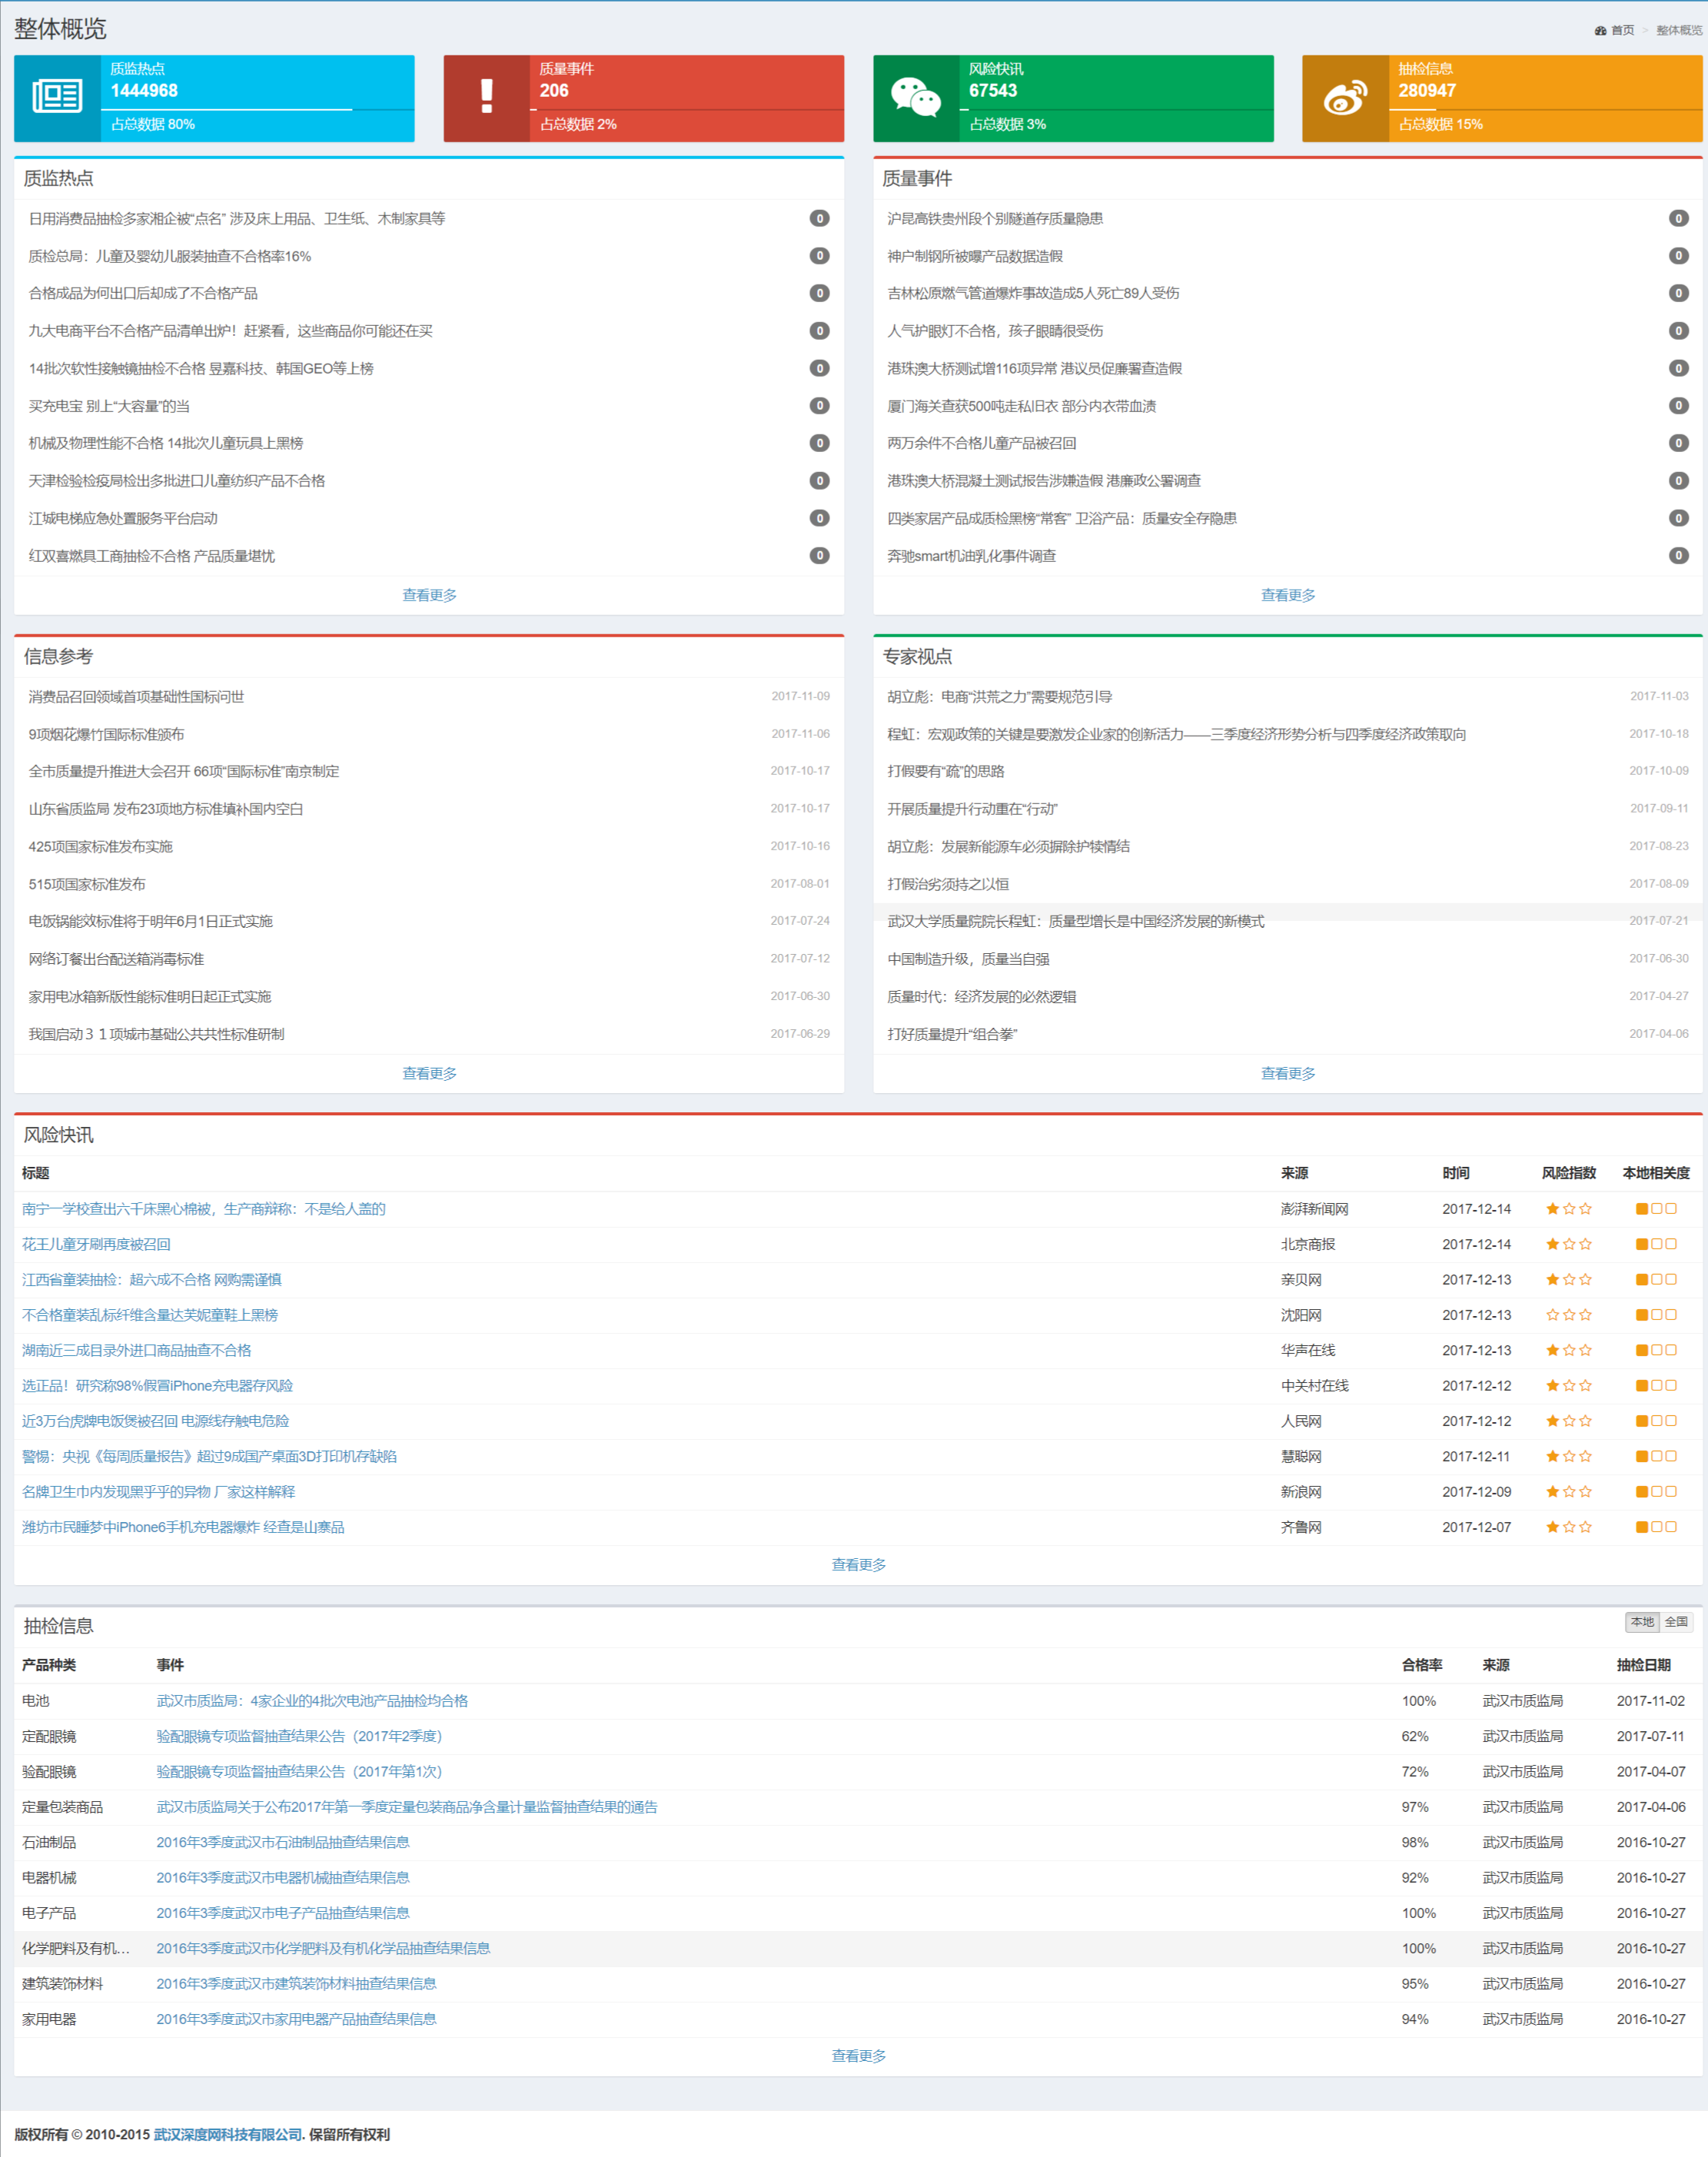 整体概览
首页 > 整体概览
质监热点
1444968
占总数据 80%
质量事件
206
占总数据 2%
风险快讯
67543
占总数据 3%
抽检信息
280947
占总数据 15%
质监热点
日用消费品抽检多家湘企被“点名” 涉及床上用品、卫生纸、木制家具等 0
质检总局：儿童及婴幼儿服装抽查不合格率16% 0
合格成品为何出口后却成了不合格产品 0
九大电商平台不合格产品清单出炉！赶紧看，这些商品你可能还在买 0
14批次软性接触镜抽检不合格 昱嘉科技、韩国GEO等上榜 0
买充电宝 别上“大容量”的当 0
机械及物理性能不合格 14批次儿童玩具上黑榜 0
天津检验检疫局检出多批进口儿童纺织产品不合格 0
江城电梯应急处置服务平台启动 0
红双喜燃具工商抽检不合格 产品质量堪忧 0
查看更多
质量事件
沪昆高铁贵州段个别隧道存质量隐患 0
神户制钢所被曝产品数据造假 0
吉林松原燃气管道爆炸事故造成5人死亡89人受伤 0
人气护眼灯不合格，孩子眼睛很受伤 0
港珠澳大桥测试增116项异常 港议员促廉署查造假 0
厦门海关查获500吨走私旧衣 部分内衣带血渍 0
两万余件不合格儿童产品被召回 0
港珠澳大桥混凝土测试报告涉嫌造假 港廉政公署调查 0
四类家居产品成质检黑榜“常客” 卫浴产品：质量安全存隐患 0
奔驰smart机油乳化事件调查 0
查看更多
信息参考
消费品召回领域首项基础性国标问世 2017-11-09
9项烟花爆竹国际标准颁布 2017-11-06
全市质量提升推进大会召开 66项“国际标准”南京制定 2017-10-17
山东省质监局 发布23项地方标准填补国内空白 2017-10-17
425项国家标准发布实施 2017-10-16
515项国家标准发布 2017-08-01
电饭锅能效标准将于明年6月1日正式实施 2017-07-24
网络订餐出台配送箱消毒标准 2017-07-12
家用电冰箱新版性能标准明日起正式实施 2017-06-30
我国启动３１项城市基础公共共性标准研制 2017-06-29
查看更多
专家视点
胡立彪：电商“洪荒之力”需要规范引导 2017-11-03
程虹：宏观政策的关键是要激发企业家的创新活力——三季度经济形势分析与四季度经济政策取向 2017-10-18
打假要有“疏”的思路 2017-10-09
开展质量提升行动重在“行动” 2017-09-11
胡立彪：发展新能源车必须摒除护犊情结 2017-08-23
打假治劣须持之以恒 2017-08-09
武汉大学质量院院长程虹：质量型增长是中国经济发展的新模式 2017-07-21
中国制造升级，质量当自强 2017-06-30
质量时代：经济发展的必然逻辑 2017-04-27
打好质量提升“组合拳” 2017-04-06
查看更多
风险快讯
标题 来源 时间 风险指数 本地相关度
南宁一学校查出六千床黑心棉被，生产商辩称：不是给人盖的 澎湃新闻网 2017-12-14
花王儿童牙刷再度被召回 北京商报 2017-12-14
江西省童装抽检：超六成不合格 网购需谨慎 亲贝网 2017-12-13
不合格童装乱标纤维含量达芙妮童鞋上黑榜 沈阳网 2017-12-13
湖南近三成目录外进口商品抽查不合格 华声在线 2017-12-13
选正品！研究称98%假冒iPhone充电器存风险 中关村在线 2017-12-12
近3万台虎牌电饭煲被召回 电源线存触电危险 人民网 2017-12-12
警惕：央视《每周质量报告》超过9成国产桌面3D打印机存缺陷 慧聪网 2017-12-11
名牌卫生巾内发现黑乎乎的异物 厂家这样解释 新浪网 2017-12-09
潍坊市民睡梦中iPhone6手机充电器爆炸 经查是山寨品 齐鲁网 2017-12-07
查看更多
抽检信息 本地 全国
产品种类 事件 合格率 来源 抽检日期
电池 武汉市质监局：4家企业的4批次电池产品抽检均合格 100% 武汉市质监局 2017-11-02
定配眼镜 验配眼镜专项监督抽查结果公告（2017年2季度） 62% 武汉市质监局 2017-07-11
验配眼镜 验配眼镜专项监督抽查结果公告（2017年第1次） 72% 武汉市质监局 2017-04-07
定量包装商品 武汉市质监局关于公布2017年第一季度定量包装商品净含量计量监督抽查结果的通告 97% 武汉市质监局 2017-04-06
石油制品 2016年3季度武汉市石油制品抽查结果信息 98% 武汉市质监局 2016-10-27
电器机械 2016年3季度武汉市电器机械抽查结果信息 92% 武汉市质监局 2016-10-27
电子产品 2016年3季度武汉市电子产品抽查结果信息 100% 武汉市质监局 2016-10-27
化学肥料及有机... 2016年3季度武汉市化学肥料及有机化学品抽查结果信息 100% 武汉市质监局 2016-10-27
建筑装饰材料 2016年3季度武汉市建筑装饰材料抽查结果信息 95% 武汉市质监局 2016-10-27
家用电器 2016年3季度武汉市家用电器产品抽查结果信息 94% 武汉市质监局 2016-10-27
查看更多
版权所有 © 2010-2015 武汉深度网科技有限公司. 保留所有权利